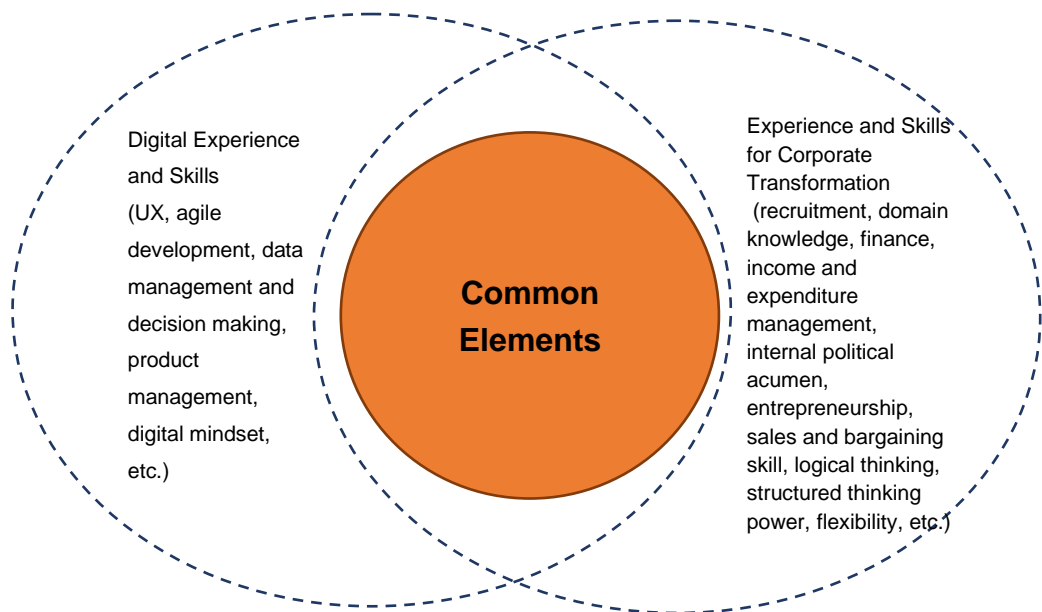 Digital Experience
and Skills
(UX, agile
development, data
management and
decision making,
product
management,
digital mindset,
etc.)
Common
Elements
Experience and Skills
for Corporate
Transformation
(recruitment, domain
knowledge, finance,
income and
expenditure
management,
internal political
acumen,
entrepreneurship,
sales and bargaining
skill, logical thinking,
structured thinking
power, flexibility, etc.)